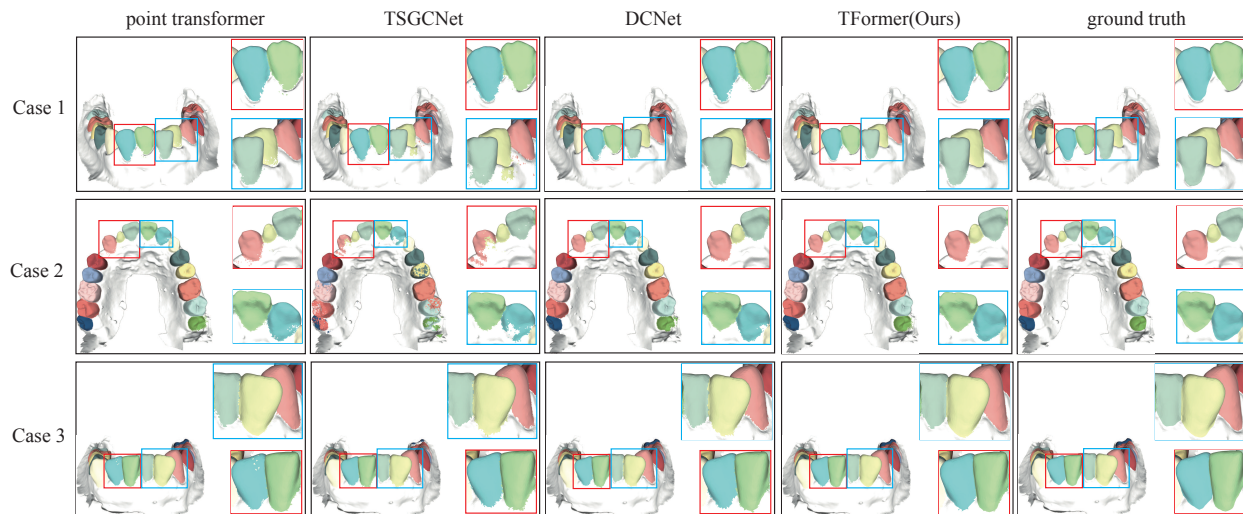 point transformer TSGCNet DCNet TFormer(Ours) ground truth
Case 1
Case 2
Case 3